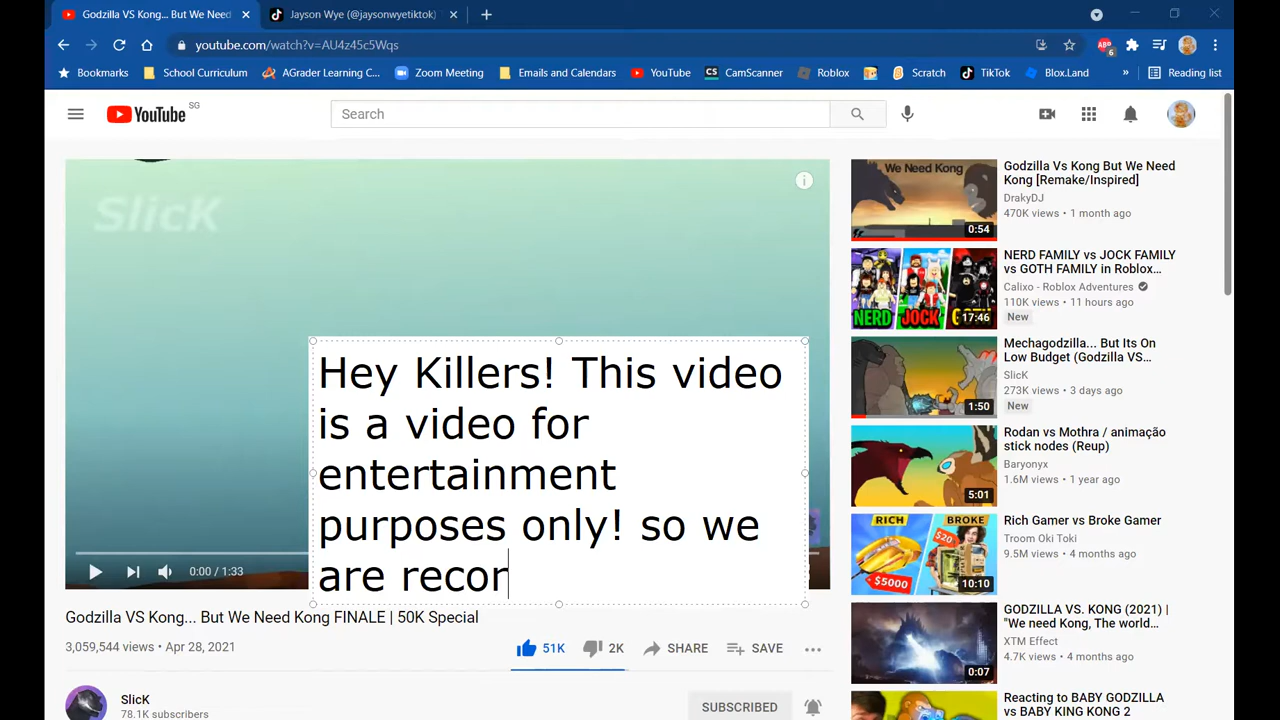 Godzilla VS Kong... But We Need
Jayson Wye (@jaysonwyetiktok)
youtube.com/watch?v=AU4z45c5Wqs
ABP
6
Bookmarks
School Curriculum
AGrader Learning C...
Zoom Meeting
Emails and Calendars
YouTube
CS
CamScanner
Roblox
Scratch
TikTok
Blox.Land
»
Reading list
YouTube
SG
Search
SlicK
Hey Killers! This video
is a video for
entertainment
purposes only! so we
are recor
0:00 / 1:33
Godzilla VS Kong... But We Need Kong FINALE | 50K Special
3,059,544 views • Apr 28, 2021
51K
2K
SHARE
SAVE
SlicK
78.1K subscribers
SUBSCRIBED
We Need Kong
0:54
Godzilla Vs Kong But We Need
Kong [Remake/Inspired]
DrakyDJ
470K views • 1 month ago
NERD
JOCK
GOTH
17:46
NERD FAMILY vs JOCK FAMILY
vs GOTH FAMILY in Roblox...
Calixo - Roblox Adventures
110K views • 11 hours ago
New
1:50
Mechagodzilla... But Its On
Low Budget (Godzilla VS...
SlicK
273K views • 3 days ago
New
5:01
Rodan vs Mothra / animação
stick nodes (Reup)
Baryonyx
1.6M views • 1 year ago
RICH
BROKE
$5000
$20
10:10
Rich Gamer vs Broke Gamer
Troom Oki Toki
9.5M views • 4 months ago
0:07
GODZILLA VS. KONG (2021) |
"We need Kong, The world...
XTM Effect
4.7M views • 4 months ago
Reacting to BABY GODZILLA
vs BABY KING KONG 2